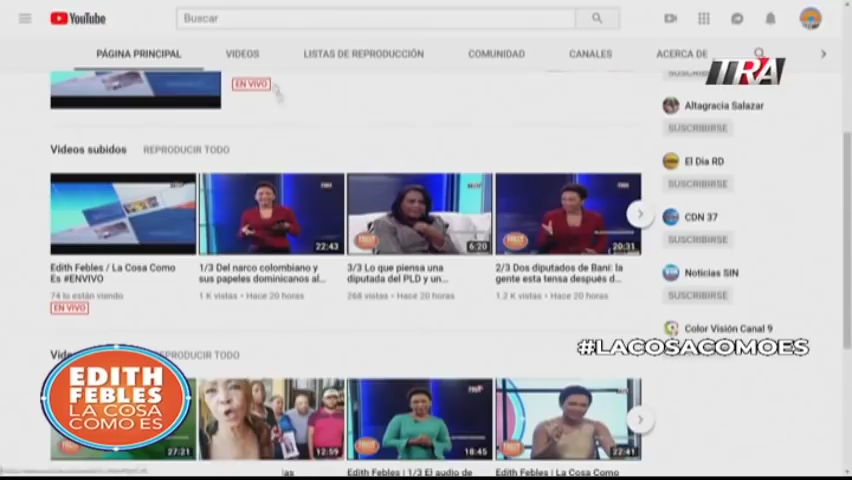 YouTube
Buscar
PÁGINA PRINCIPAL VIDEOS LISTAS DE REPRODUCCIÓN COMUNIDAD CANALES ACERCA DE
TRA
EN VIVO
SUSCRIBIRSE
Altagracia Salazar
SUSCRIBIRSE
El Dia RD
SUSCRIBIRSE
CDN 37
SUSCRIBIRSE
Noticias SIN
SUSCRIBIRSE
Color Visión Canal 9
Videos subidos REPRODUCIR TODO
22:43
6:20
20:31
Edith Febles / La Cosa Como
Es #ENVIVO
74 lo están viendo
EN VIVO
1/3 Del narco colombiano y
sus papeles dominicanos al...
1 K vistas • Hace 20 horas
3/3 Lo que piensa una
diputada del PLD y un...
268 vistas • Hace 20 horas
2/3 Dos diputados de Bani: la
gente esta tensa después d...
1.2 K vistas • Hace 20 horas
#LACOSACOMOES
REPRODUCIR TODO
EDITH
FEBLES
LA COSA
COMO ES
27:21
12:59
18:45
22:41
Edith Febles | 1/3 El audio de
Edith Febles | La Cosa Como